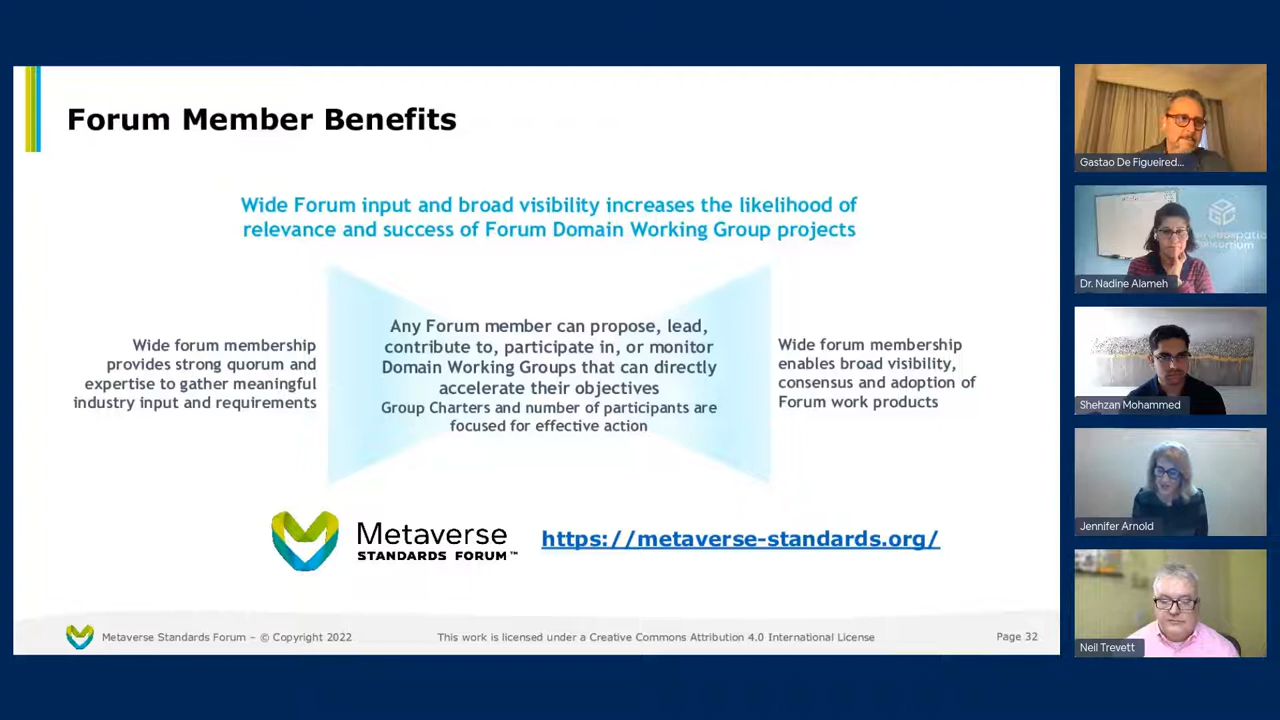 Forum Member Benefits
Wide Forum input and broad visibility increases the likelihood of
relevance and success of Forum Domain Working Group projects
Wide forum membership
provides strong quorum and
expertise to gather meaningful
industry input and requirements
Any Forum member can propose, lead,
contribute to, participate in, or monitor
Domain Working Groups that can directly
accelerate their objectives
Group Charters and number of participants are
focused for effective action
Wide forum membership
enables broad visibility,
consensus and adoption of
Forum work products
Metaverse
STANDARDS FORUM™
https://metaverse-standards.org/
Metaverse Standards Forum – © Copyright 2022
This work is licensed under a Creative Commons Attribution 4.0 International License
Page 32
Gastao De Figueired...
Dr. Nadine Alameh
Shehzan Mohammed
Jennifer Arnold
Neil Trevett